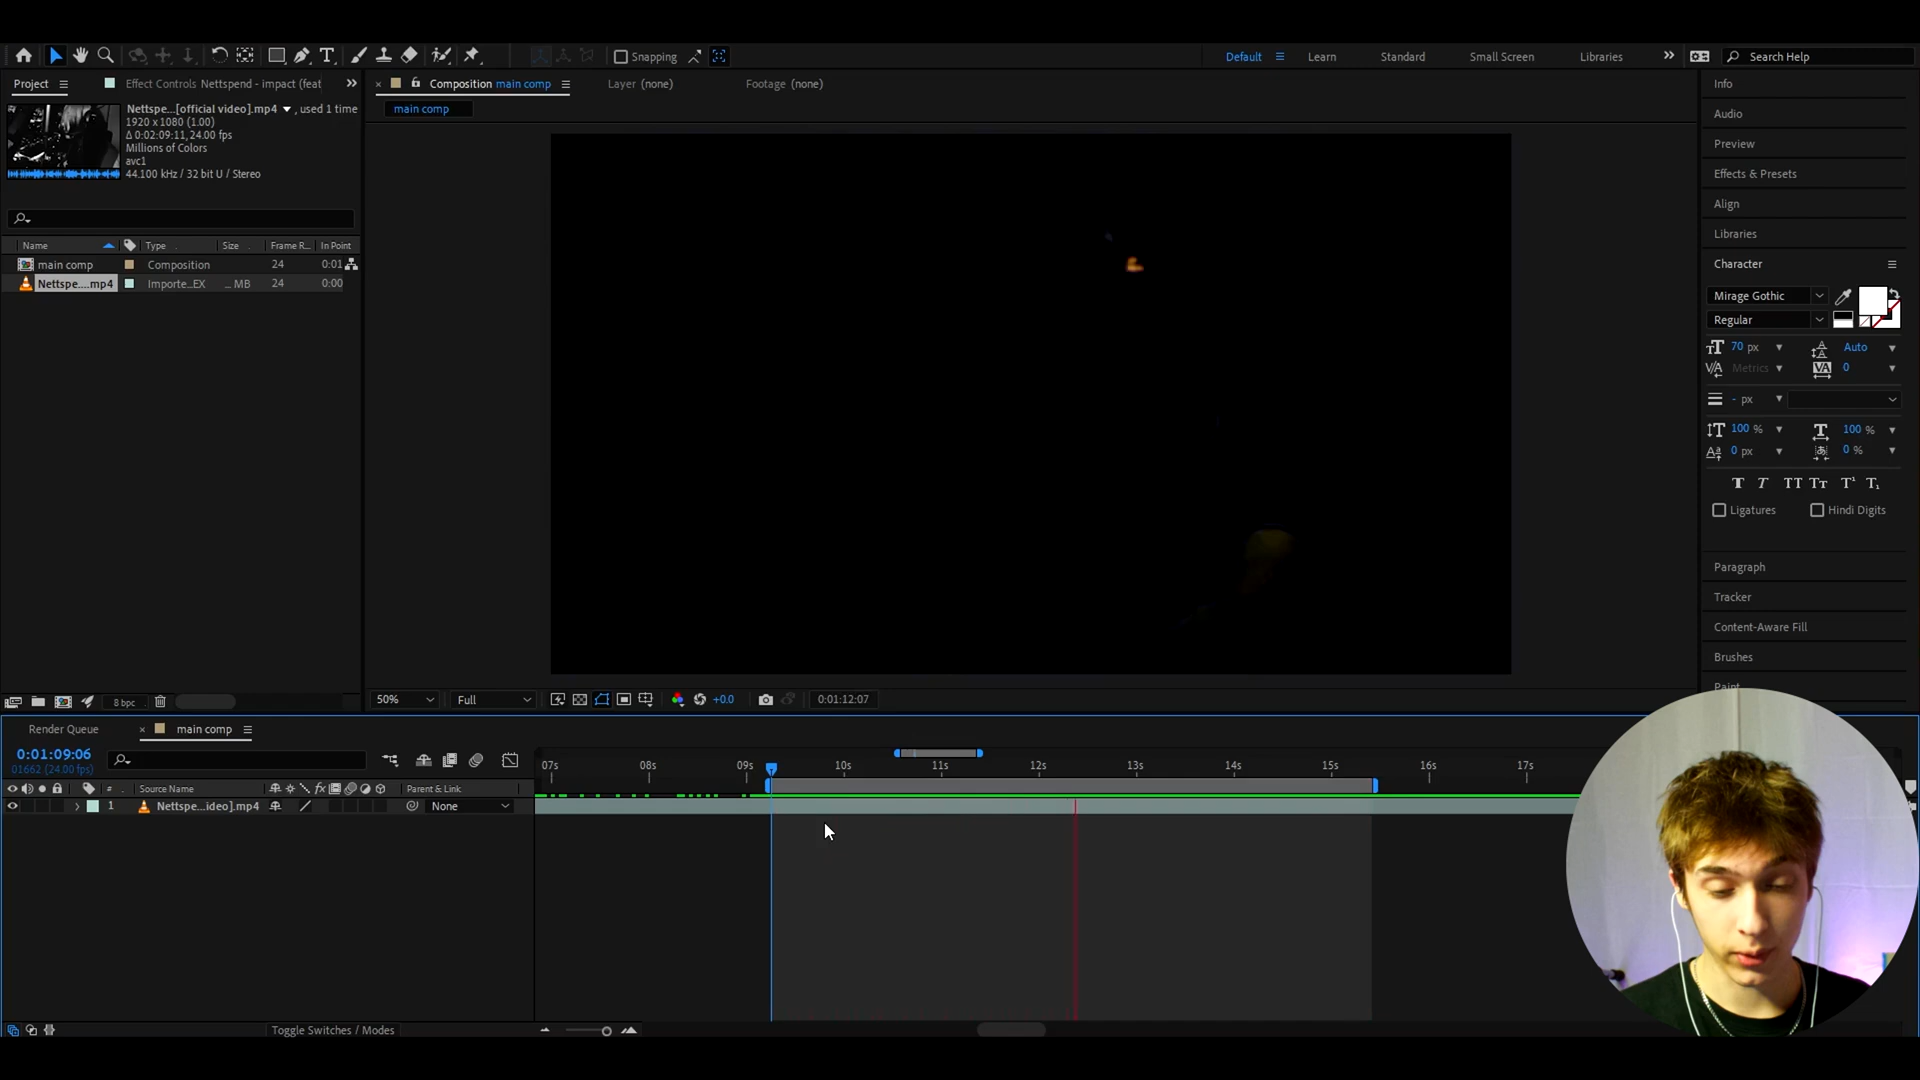 Snapping
Default
Learn
Standard
Small Screen
Libraries
Search Help
Project
Effect Controls Nettspend - impact (feat
Composition main comp
Layer (none)
Footage (none)
Info
Nettspe...[official video].mp4 , used 1 time
1920 x 1080 (1.00)
Δ 0:02:09:11, 24.00 fps
Millions of Colors
avc1
44.100 kHz / 32 bit U / Stereo
main comp
Audio
Preview
Effects & Presets
Align
Libraries
Character
Name Type Size Frame R... In Point
main comp Composition 24 0:01
Nettspe....mp4 Importe...EX ... MB 24 0:00
Mirage Gothic
Regular
70 px Auto
Metrics 0
- px
100 % 100 %
0 px 0 %
Ligatures Hindi Digits
Paragraph
Tracker
Content-Aware Fill
Brushes
Paint
8 bpc
50% Full +0.0 0:01:12:07
Render Queue main comp
0:01:09:06
01662 (24.00 fps)
07s 08s 09s 10s 11s 12s 13s 14s 15s 16s 17s
# Source Name Parent & Link
1 Nettspe...ideo].mp4 None
Toggle Switches / Modes